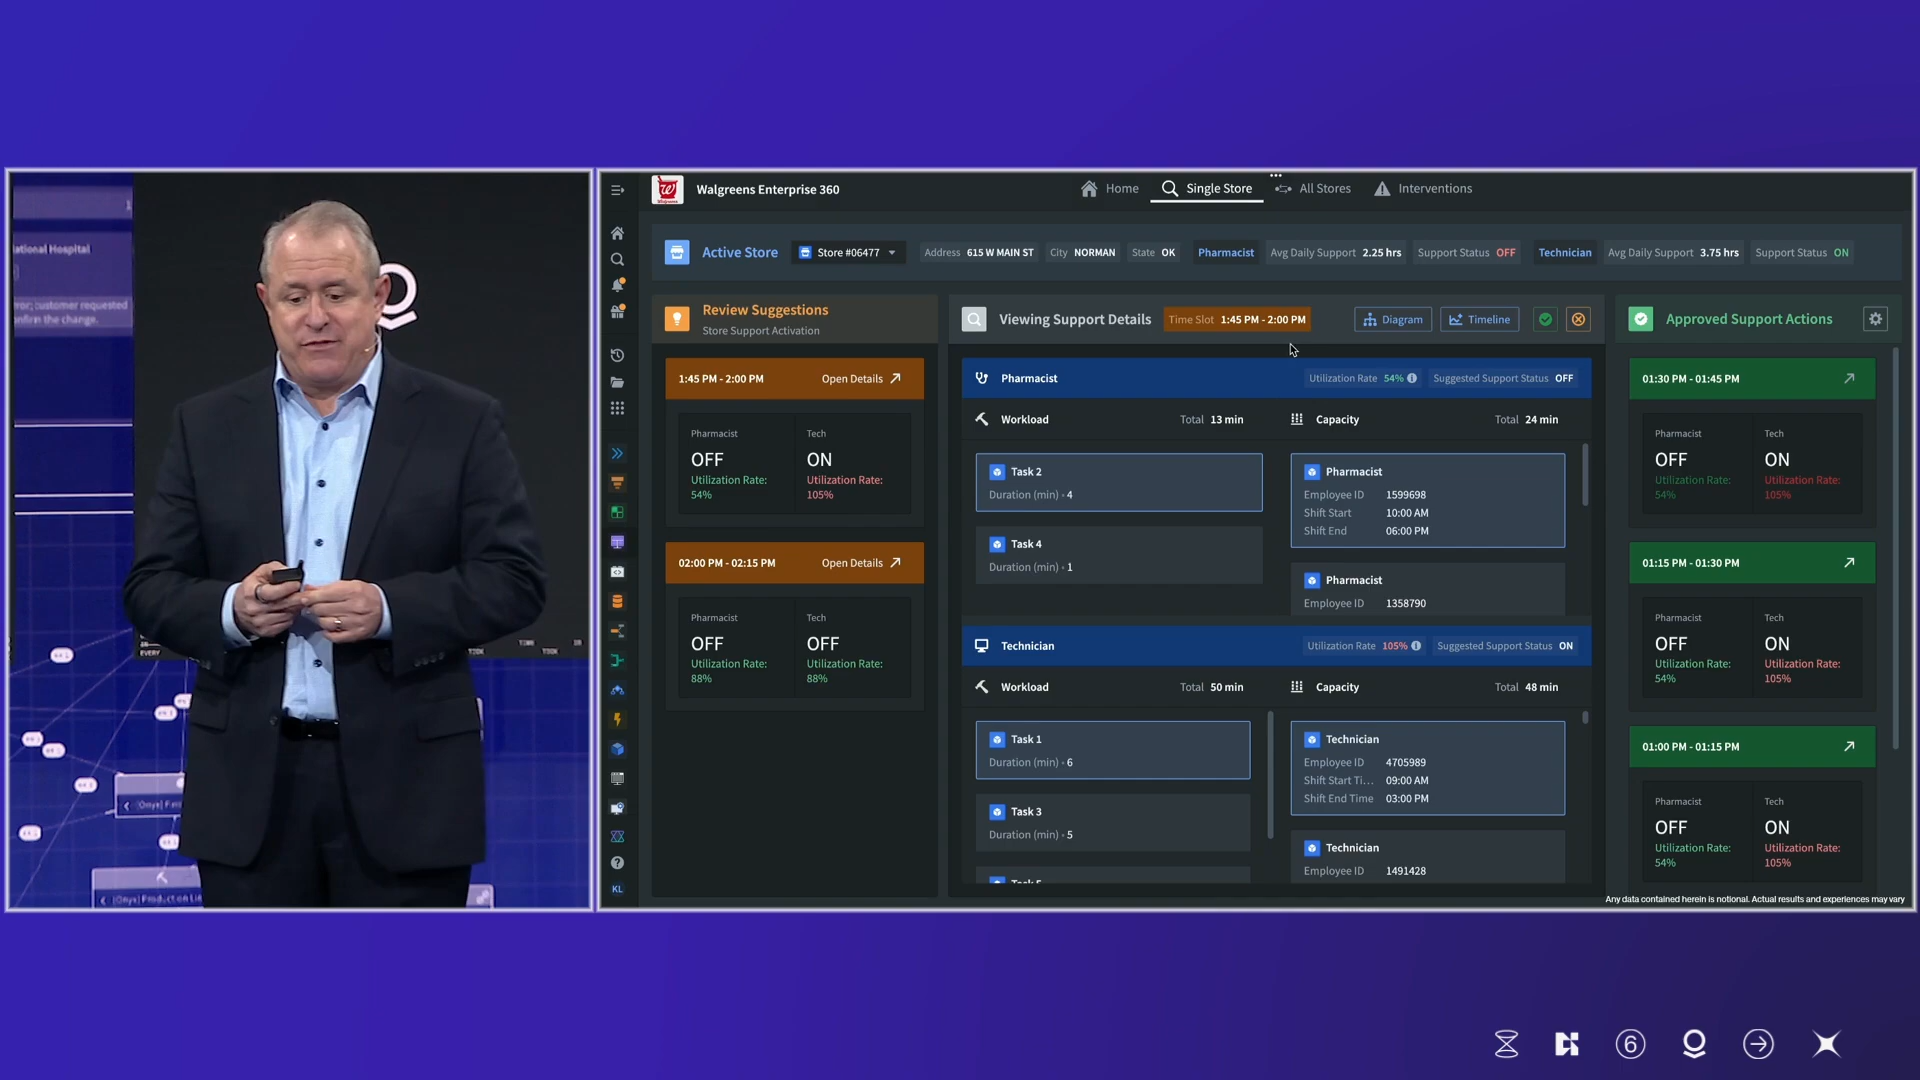 ational Hospital
ror; customer requested
nfirm the change.
EVERY
Walgreens
Walgreens Enterprise 360
Home
Single Store
All Stores
Interventions
Active Store
Store #06477
Address 615 W MAIN ST
City NORMAN
State OK
Pharmacist
Avg Daily Support 2.25 hrs
Support Status OFF
Technician
Avg Daily Support 3.75 hrs
Support Status ON
Review Suggestions
Store Support Activation
1:45 PM - 2:00 PM
Open Details
Pharmacist
Tech
OFF
ON
Utilization Rate:
54%
Utilization Rate:
105%
02:00 PM - 02:15 PM
Open Details
Pharmacist
Tech
OFF
OFF
Utilization Rate:
88%
Utilization Rate:
88%
Viewing Support Details
Time Slot 1:45 PM - 2:00 PM
Diagram
Timeline
Pharmacist
Utilization Rate 54%
Suggested Support Status OFF
Workload
Total 13 min
Capacity
Total 24 min
Task 2
Duration (min) • 4
Task 4
Duration (min) • 1
Pharmacist
Employee ID 1599698
Shift Start 10:00 AM
Shift End 06:00 PM
Pharmacist
Employee ID 1358790
Technician
Utilization Rate 105%
Suggested Support Status ON
Workload
Total 50 min
Capacity
Total 48 min
Task 1
Duration (min) • 6
Task 3
Duration (min) • 5
Technician
Employee ID 4705989
Shift Start Ti... 09:00 AM
Shift End Time 03:00 PM
Technician
Employee ID 1491428
Approved Support Actions
01:30 PM - 01:45 PM
Pharmacist
Tech
OFF
ON
Utilization Rate:
54%
Utilization Rate:
105%
01:15 PM - 01:30 PM
Pharmacist
Tech
OFF
ON
Utilization Rate:
54%
Utilization Rate:
105%
01:00 PM - 01:15 PM
Pharmacist
Tech
OFF
ON
Utilization Rate:
54%
Utilization Rate:
105%
KL
Any data contained herein is notional. Actual results and experiences may vary
6